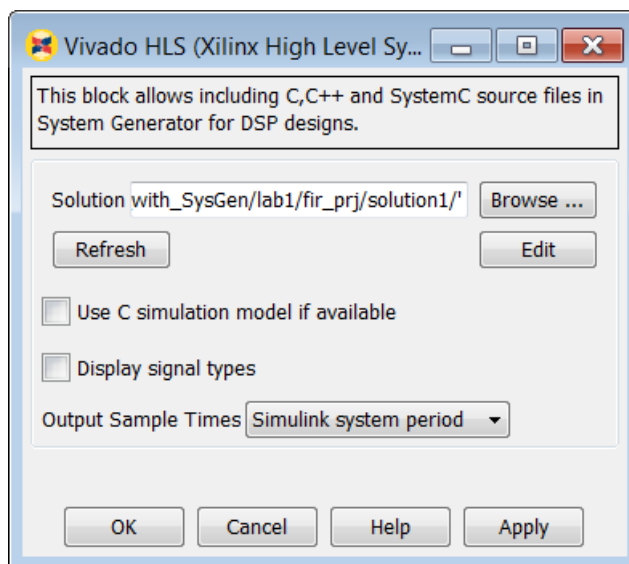 Vivado HLS (Xilinx High Level Sy...
This block allows including C,C++ and SystemC source files in
System Generator for DSP designs.
Solution with_SysGen/lab1/fir_prj/solution1/' Browse ...
Refresh Edit
Use C simulation model if available
Display signal types
Output Sample Times Simulink system period
OK Cancel Help Apply